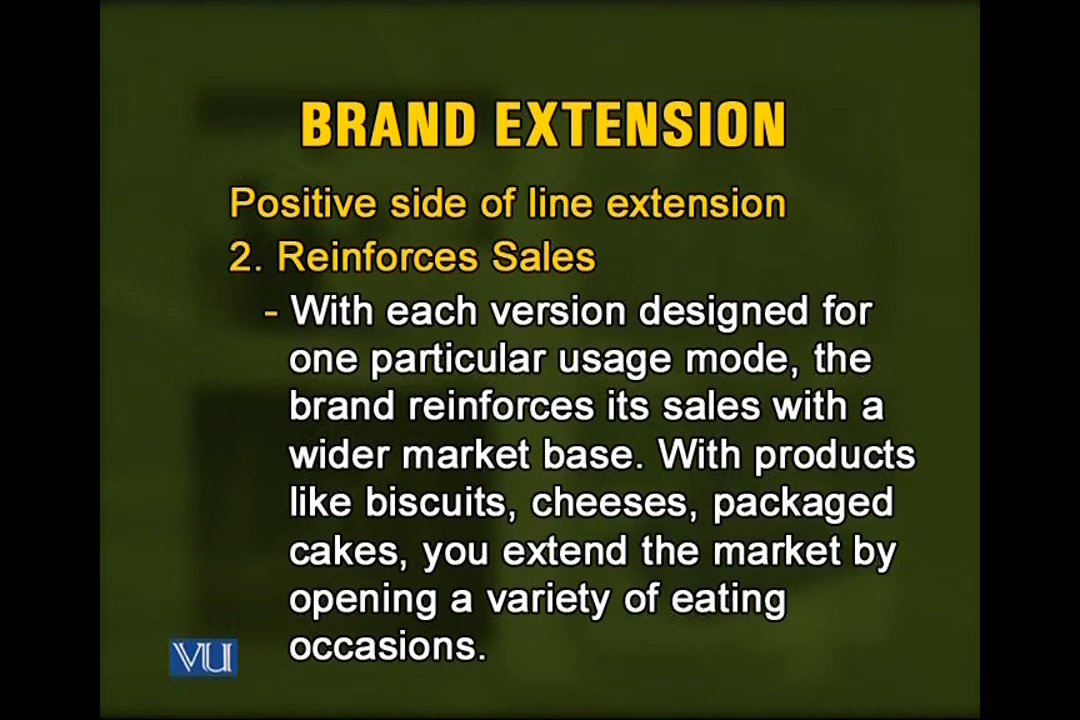 BRAND EXTENSION
Positive side of line extension
2. Reinforces Sales
- With each version designed for
one particular usage mode, the
brand reinforces its sales with a
wider market base. With products
like biscuits, cheeses, packaged
cakes, you extend the market by
opening a variety of eating
occasions.
VU